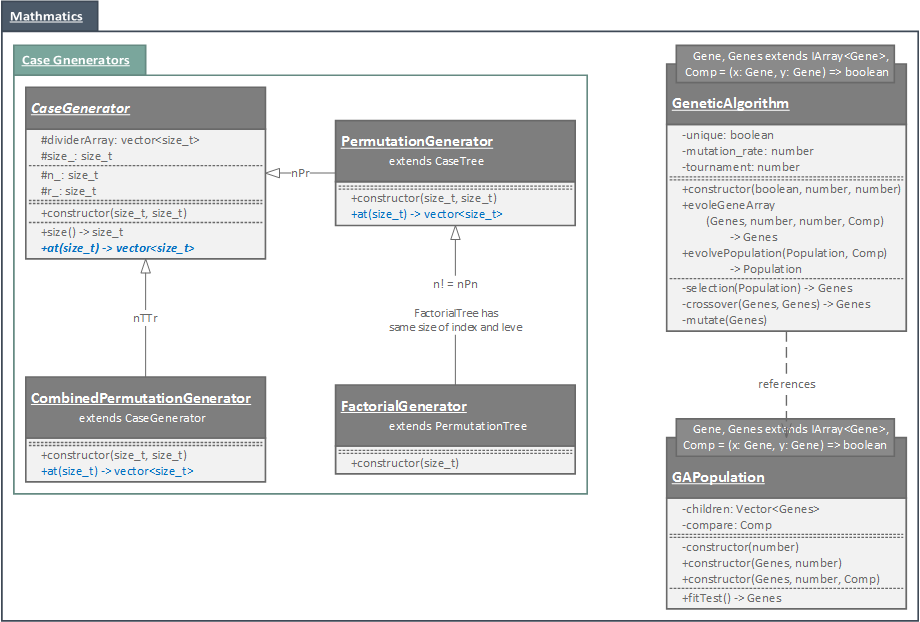 Mathmatics
Case Gnenerators
CaseGenerator
#dividerArray: vector<size_t>
#size_: size_t
#n_: size_t
#r_: size_t
+constructor(size_t, size_t)
+size() -> size_t
+at(size_t) -> vector<size_t>
nPr
PermutationGenerator
extends CaseTree
+constructor(size_t, size_t)
+at(size_t) -> vector<size_t>
nTTr
n! = nPn
FactorialTree has
same size of index and leve
CombinedPermutationGenerator
extends CaseGenerator
+constructor(size_t, size_t)
+at(size_t) -> vector<size_t>
FactorialGenerator
extends PermutationTree
+constructor(size_t)
Gene, Genes extends IArray<Gene>,
Comp = (x: Gene, y: Gene) => boolean
GeneticAlgorithm
-unique: boolean
-mutation_rate: number
-tournament: number
+constructor(boolean, number, number)
+evoleGeneArray
(Genes, number, number, Comp)
-> Genes
+evolvePopulation(Population, Comp)
-> Population
-selection(Population) -> Genes
-crossover(Genes, Genes) -> Genes
-mutate(Genes)
references
Gene, Genes extends IArray<Gene>,
Comp = (x: Gene, y: Gene) => boolean
GAPopulation
-children: Vector<Genes>
-compare: Comp
-constructor(number)
+constructor(Genes, number)
+constructor(Genes, number, Comp)
+fitTest() -> Genes